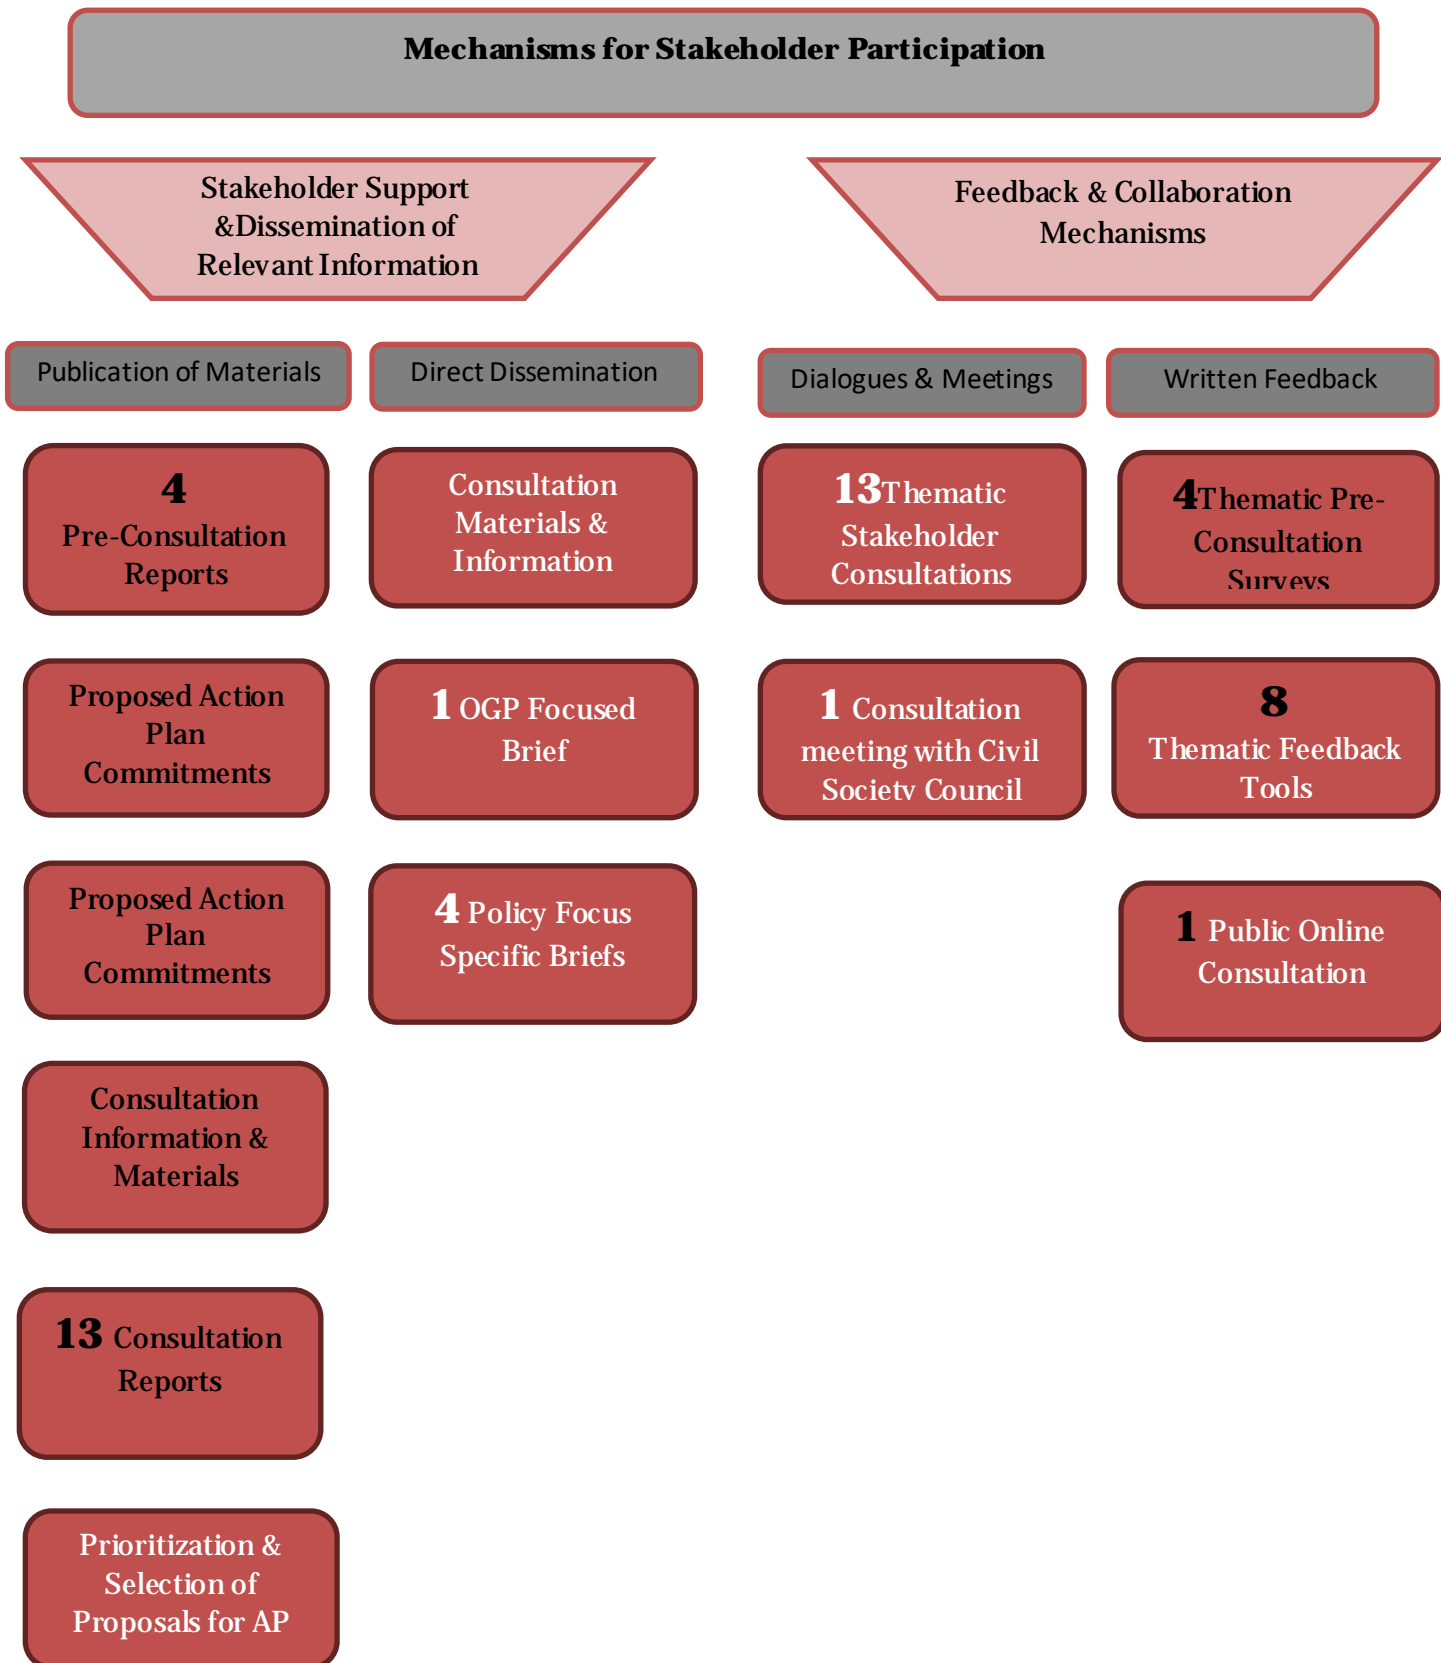 Mechanisms for Stakeholder Participation
Stakeholder Support
&Dissemination of
Relevant Information
Feedback & Collaboration
Mechanisms
Publication of Materials
Direct Dissemination
Dialogues & Meetings
Written Feedback
4
Pre-Consultation
Reports
Consultation
Materials &
Information
13Thematic
Stakeholder
Consultations
4Thematic Pre-
Consultation
Surveys
Proposed Action
Plan
Commitments
1 OGP Focused
Brief
1 Consultation
meeting with Civil
Society Council
8
Thematic Feedback
Tools
Proposed Action
Plan
Commitments
4 Policy Focus
Specific Briefs
1 Public Online
Consultation
Consultation
Information &
Materials
13 Consultation
Reports
Prioritization &
Selection of
Proposals for AP